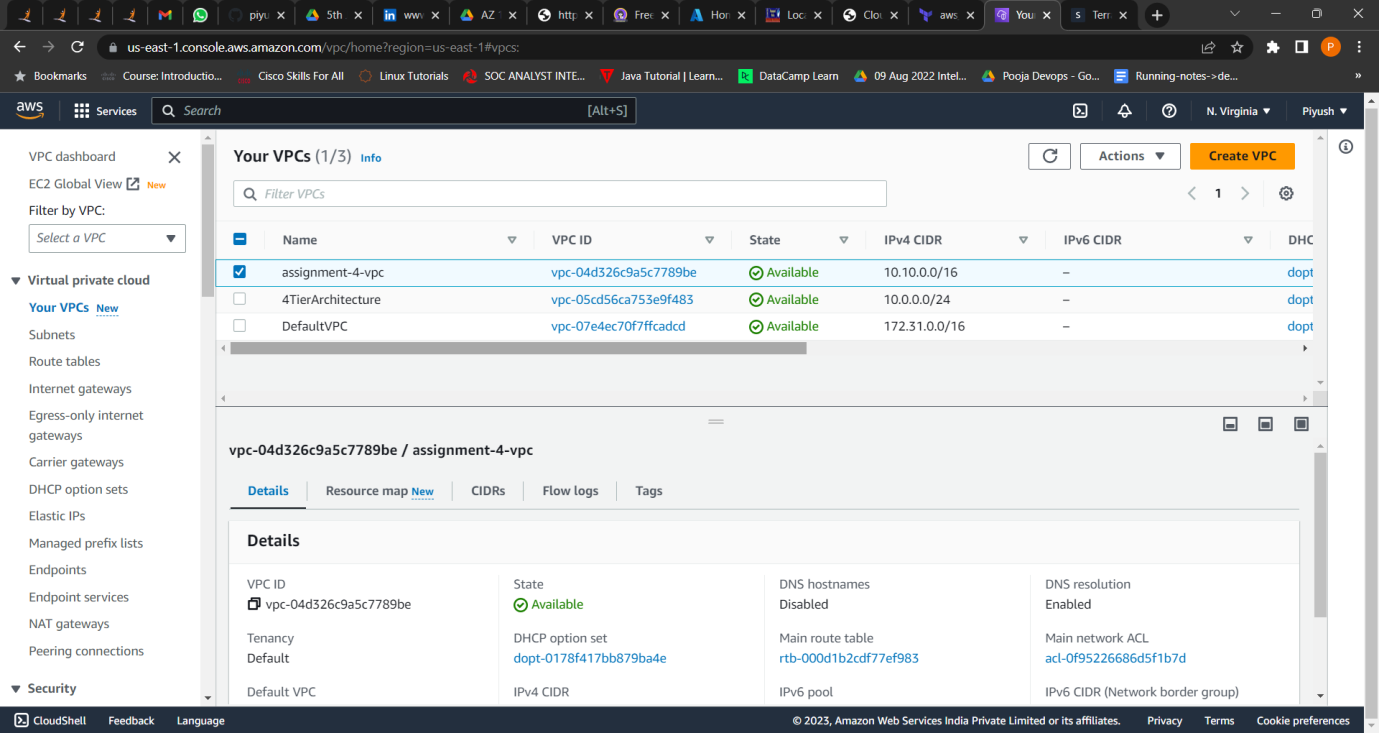 piyu
5th
in www
AZ
http
Free
Hon
Loca
Clou
aws
Your
S Terr
us-east-1.console.aws.amazon.com/vpc/home?region=us-east-1#vpcs:
P
Bookmarks
Course: Introductio...
Cisco Skills For All
Linux Tutorials
SOC ANALYST INTE...
Java Tutorial | Learn...
DataCamp Learn
09 Aug 2022 Intel...
Pooja Devops - Go...
Running-notes->de...
»
aws
Services
Search
[Alt+S]
N. Virginia
Piyush
VPC dashboard
EC2 Global View New
Filter by VPC:
Select a VPC
Virtual private cloud
Your VPCs New
Subnets
Route tables
Internet gateways
Egress-only internet
gateways
Carrier gateways
DHCP option sets
Elastic IPs
Managed prefix lists
Endpoints
Endpoint services
NAT gateways
Peering connections
Security
Your VPCs (1/3) Info
Actions
Create VPC
Filter VPCs
1
Name VPC ID State IPv4 CIDR IPv6 CIDR DHC
assignment-4-vpc vpc-04d326c9a5c7789be Available 10.10.0.0/16 – dopt
4TierArchitecture vpc-05cd56ca753e9f483 Available 10.0.0.0/24 – dopt
DefaultVPC vpc-07e4ec70f7ffcadcd Available 172.31.0.0/16 – dopt
vpc-04d326c9a5c7789be / assignment-4-vpc
Details Resource map New CIDRs Flow logs Tags
Details
VPC ID State DNS hostnames DNS resolution
vpc-04d326c9a5c7789be Available Disabled Enabled
Tenancy DHCP option set Main route table Main network ACL
Default dopt-0178f417bb879ba4e rtb-000d1b2cdf77ef983 acl-0f95226686d5f1b7d
Default VPC IPv4 CIDR IPv6 pool IPv6 CIDR (Network border group)
CloudShell Feedback Language © 2023, Amazon Web Services India Private Limited or its affiliates. Privacy Terms Cookie preferences